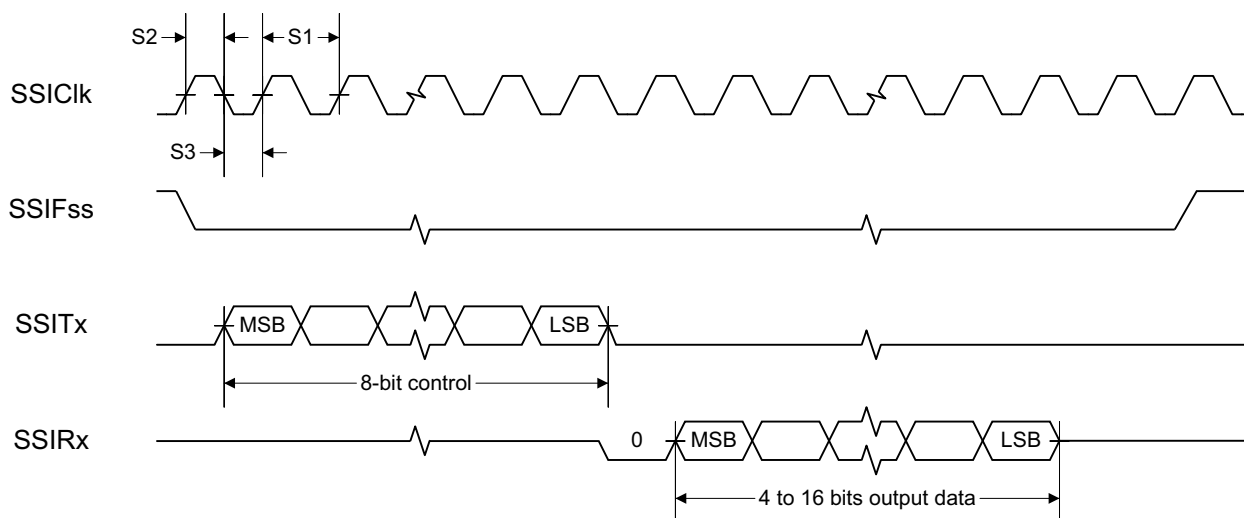 S2
S1
SSIClk
S3
SSIFss
SSITx
MSB
LSB
8-bit control
SSIRx
0
MSB
LSB
4 to 16 bits output data